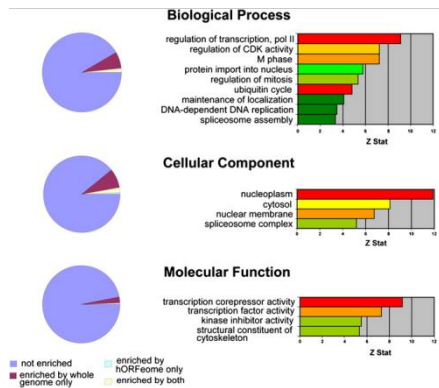 Biological Process
regulation of transcription, pol II
regulation of CDK activity
M phase
protein import into nucleus
regulation of mitosis
ubiquitin cycle
maintenance of localization
DNA-dependent DNA replication
spliceosome assembly
0 2 4 6 8 10 12
Z Stat
Cellular Component
nucleoplasm
cytosol
nuclear membrane
spliceosome complex
0 2 4 6 8 10 12
Z Stat
Molecular Function
transcription corepressor activity
transcription factor activity
kinase inhibitor activity
structural constituent of
cytoskeleton
0 2 4 6 8 10 12
Z Stat
not enriched
enriched by whole
genome only
enriched by
hORFeome only
enriched by both